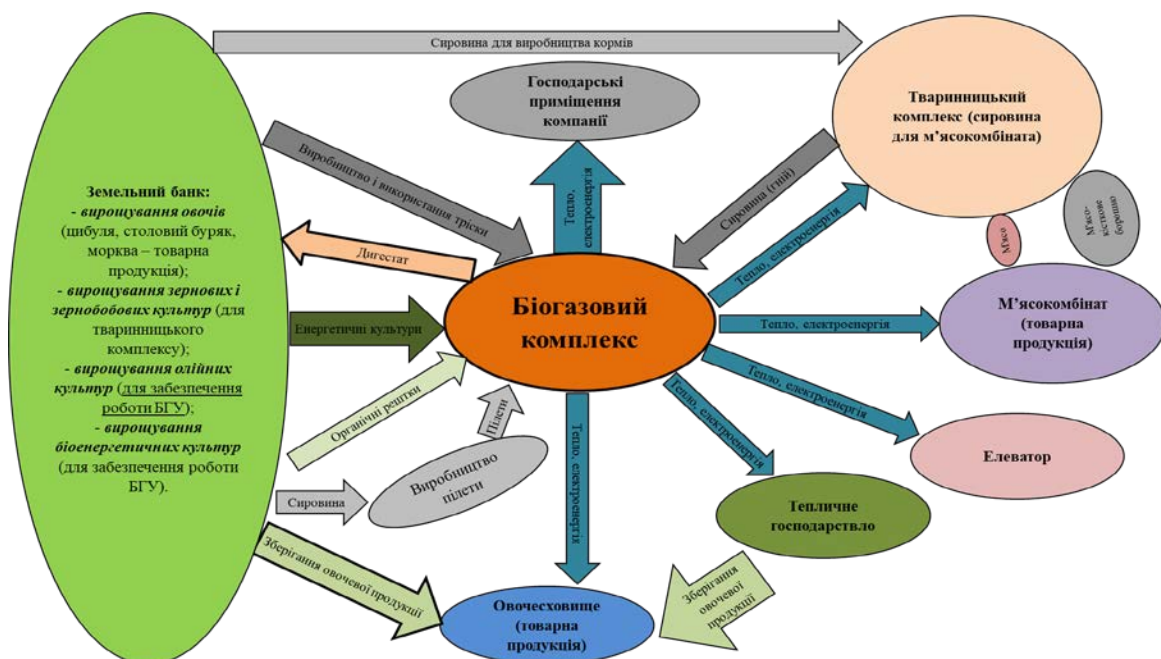 Сировина для виробництва кормів
Господарські
приміщення
компанії
Тваринницький
комплекс (сировина
для м’ясокомбіната)
Виробництво і використання тріски
Тепло,
електроенергія
Сировина (гній)
Тепло, електроенергія
М'ясо-
кісткове
борошно
М'ясо
Земельний банк:
- вирощування овочів
(цибуля, столовий буряк,
морква – товарна
продукція);
- вирощування зернових і
зернобобових культур (для
тваринницького
комплексу);
- вирощування олійних
культур (для забезпечення
роботи БГУ);
- вирощування
біоенергетичних культур
(для забезпечення роботи
БГУ).
Дигестат
Біогазовий
комплекс
Енергетичні культури
Тепло, електроенергія
М’ясокомбінат
(товарна
продукція)
Органічні рештки
Пілети
Тепло, електроенергія
Тепло, електроенергія
Тепло, електроенергія
Елеватор
Сировина
Виробництво
пілети
Тепличне
господарствло
Зберігання овочевої продукції
Зберігання
овочевої
продукції
Овочесховище
(товарна
продукція)